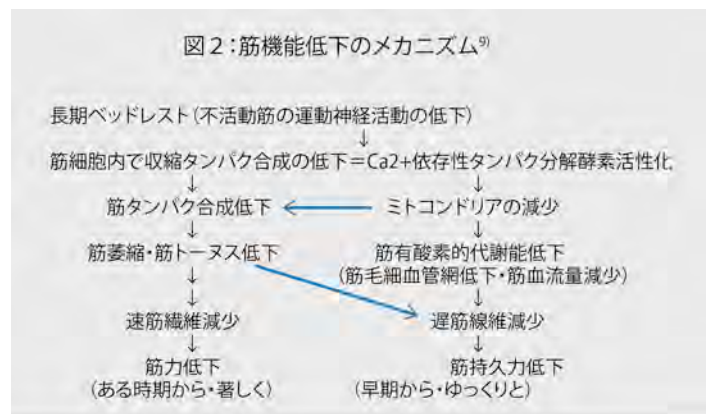 図２：筋機能低下のメカニズム⁹⁾
長期ベッドレスト(不活動筋の運動神経活動の低下)
↓
筋細胞内で収縮タンパク合成の低下＝Ca2+依存性タンパク分解酵素活性化
↓ ↓
筋タンパク合成低下 ← ミトコンドリアの減少
↓ ↓
筋萎縮・筋トーヌス低下 筋有酸素的代謝能低下
↓ (筋毛細血管網低下・筋血流量減少)
↓ ↓
速筋繊維減少 遅筋線維減少
↓ ↓
筋力低下 筋持久力低下
(ある時期から・著しく) (早期から・ゆっくりと)